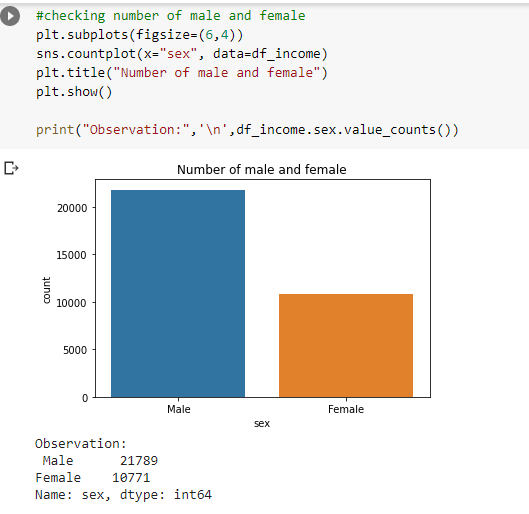 #checking number of male and female
plt.subplots(figsize=(6,4))
sns.countplot(x="sex", data=df_income)
plt.title("Number of male and female")
plt.show()
print("Observation:",'\n',df_income.sex.value_counts())
Number of male and female
20000
15000
10000
5000
0
count
Male Female
sex
Observation:
 Male      21789
Female    10771
Name: sex, dtype: int64